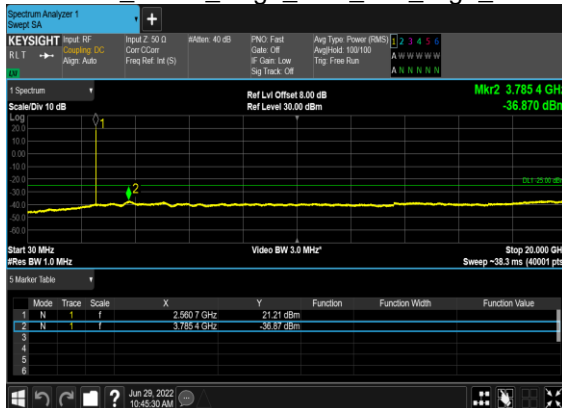 Spectrum Analyzer 1
Swept SA
+
KEYSIGHT Input: RF Input Z: 50 Ω #Atten: 40 dB PNO: Fast Avg Type: Power (RMS) 1 2 3 4 5 6
RLT Coupling: DC Corr CCorr Gate: Off Avg|Hold: 100/100 A W W W W W
Align: Auto Freq Ref: Int (S) IF Gain: Low Trig: Free Run
LXI Sig Track: Off A N N N N N
1 Spectrum Ref Lvl Offset 8.00 dB Mkr2 3.785 4 GH
Scale/Div 10 dB Ref Level 30.00 dBm -36.870 dBn
Log
20.0 1
10.0
0.00
-10.0
-20.0 DL1 -25.00 dBn
-30.0 2
-40.0
-50.0
-60.0
Start 30 MHz Video BW 3.0 MHz* Stop 20.000 GH
#Res BW 1.0 MHz Sweep ~38.3 ms (40001 pts
5 Marker Table
Mode Trace Scale X Y Function Function Width Function Value
1 N 1 f 2.560 7 GHz 21.21 dBm
2 N 1 f 3.785 4 GHz -36.87 dBm
3
4
5
6
? Jun 29, 2022
10:45:30 AM